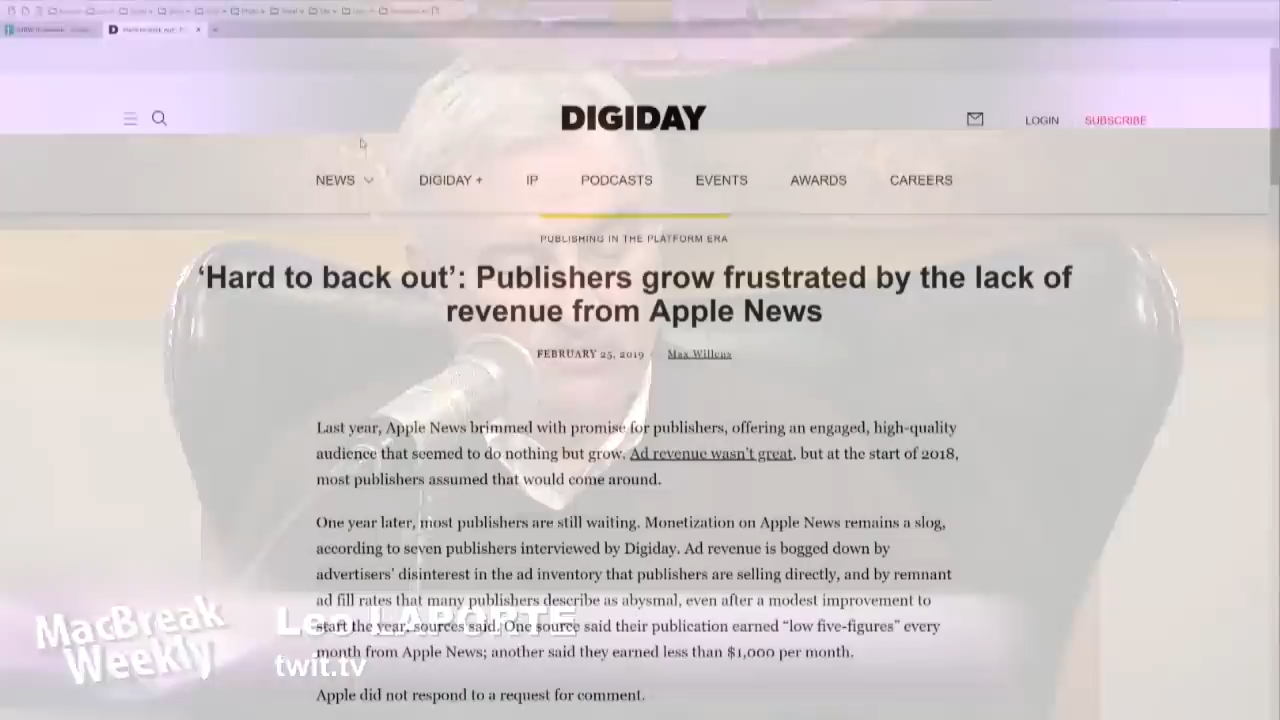 DIGIDAY
LOGIN
SUBSCRIBE
NEWS
DIGIDAY +
IP
PODCASTS
EVENTS
AWARDS
CAREERS
PUBLISHING IN THE PLATFORM ERA
‘Hard to back out’: Publishers grow frustrated by the lack of
revenue from Apple News
FEBRUARY 25, 2019
Max Willens
Last year, Apple News brimmed with promise for publishers, offering an engaged, high-quality
audience that seemed to do nothing but grow. Ad revenue wasn’t great, but at the start of 2018,
most publishers assumed that would come around.
One year later, most publishers are still waiting. Monetization on Apple News remains a slog,
according to seven publishers interviewed by Digiday. Ad revenue is bogged down by
advertisers’ disinterest in the ad inventory that publishers are selling directly, and by remnant
ad fill rates that many publishers describe as abysmal, even after a modest improvement to
start the year, sources said. One source said their publication earned “low five-figures” every
month from Apple News; another said they earned less than $1,000 per month.
Apple did not respond to a request for comment.
MacBreak
Weekly
Leo LAPORTE
twit.tv